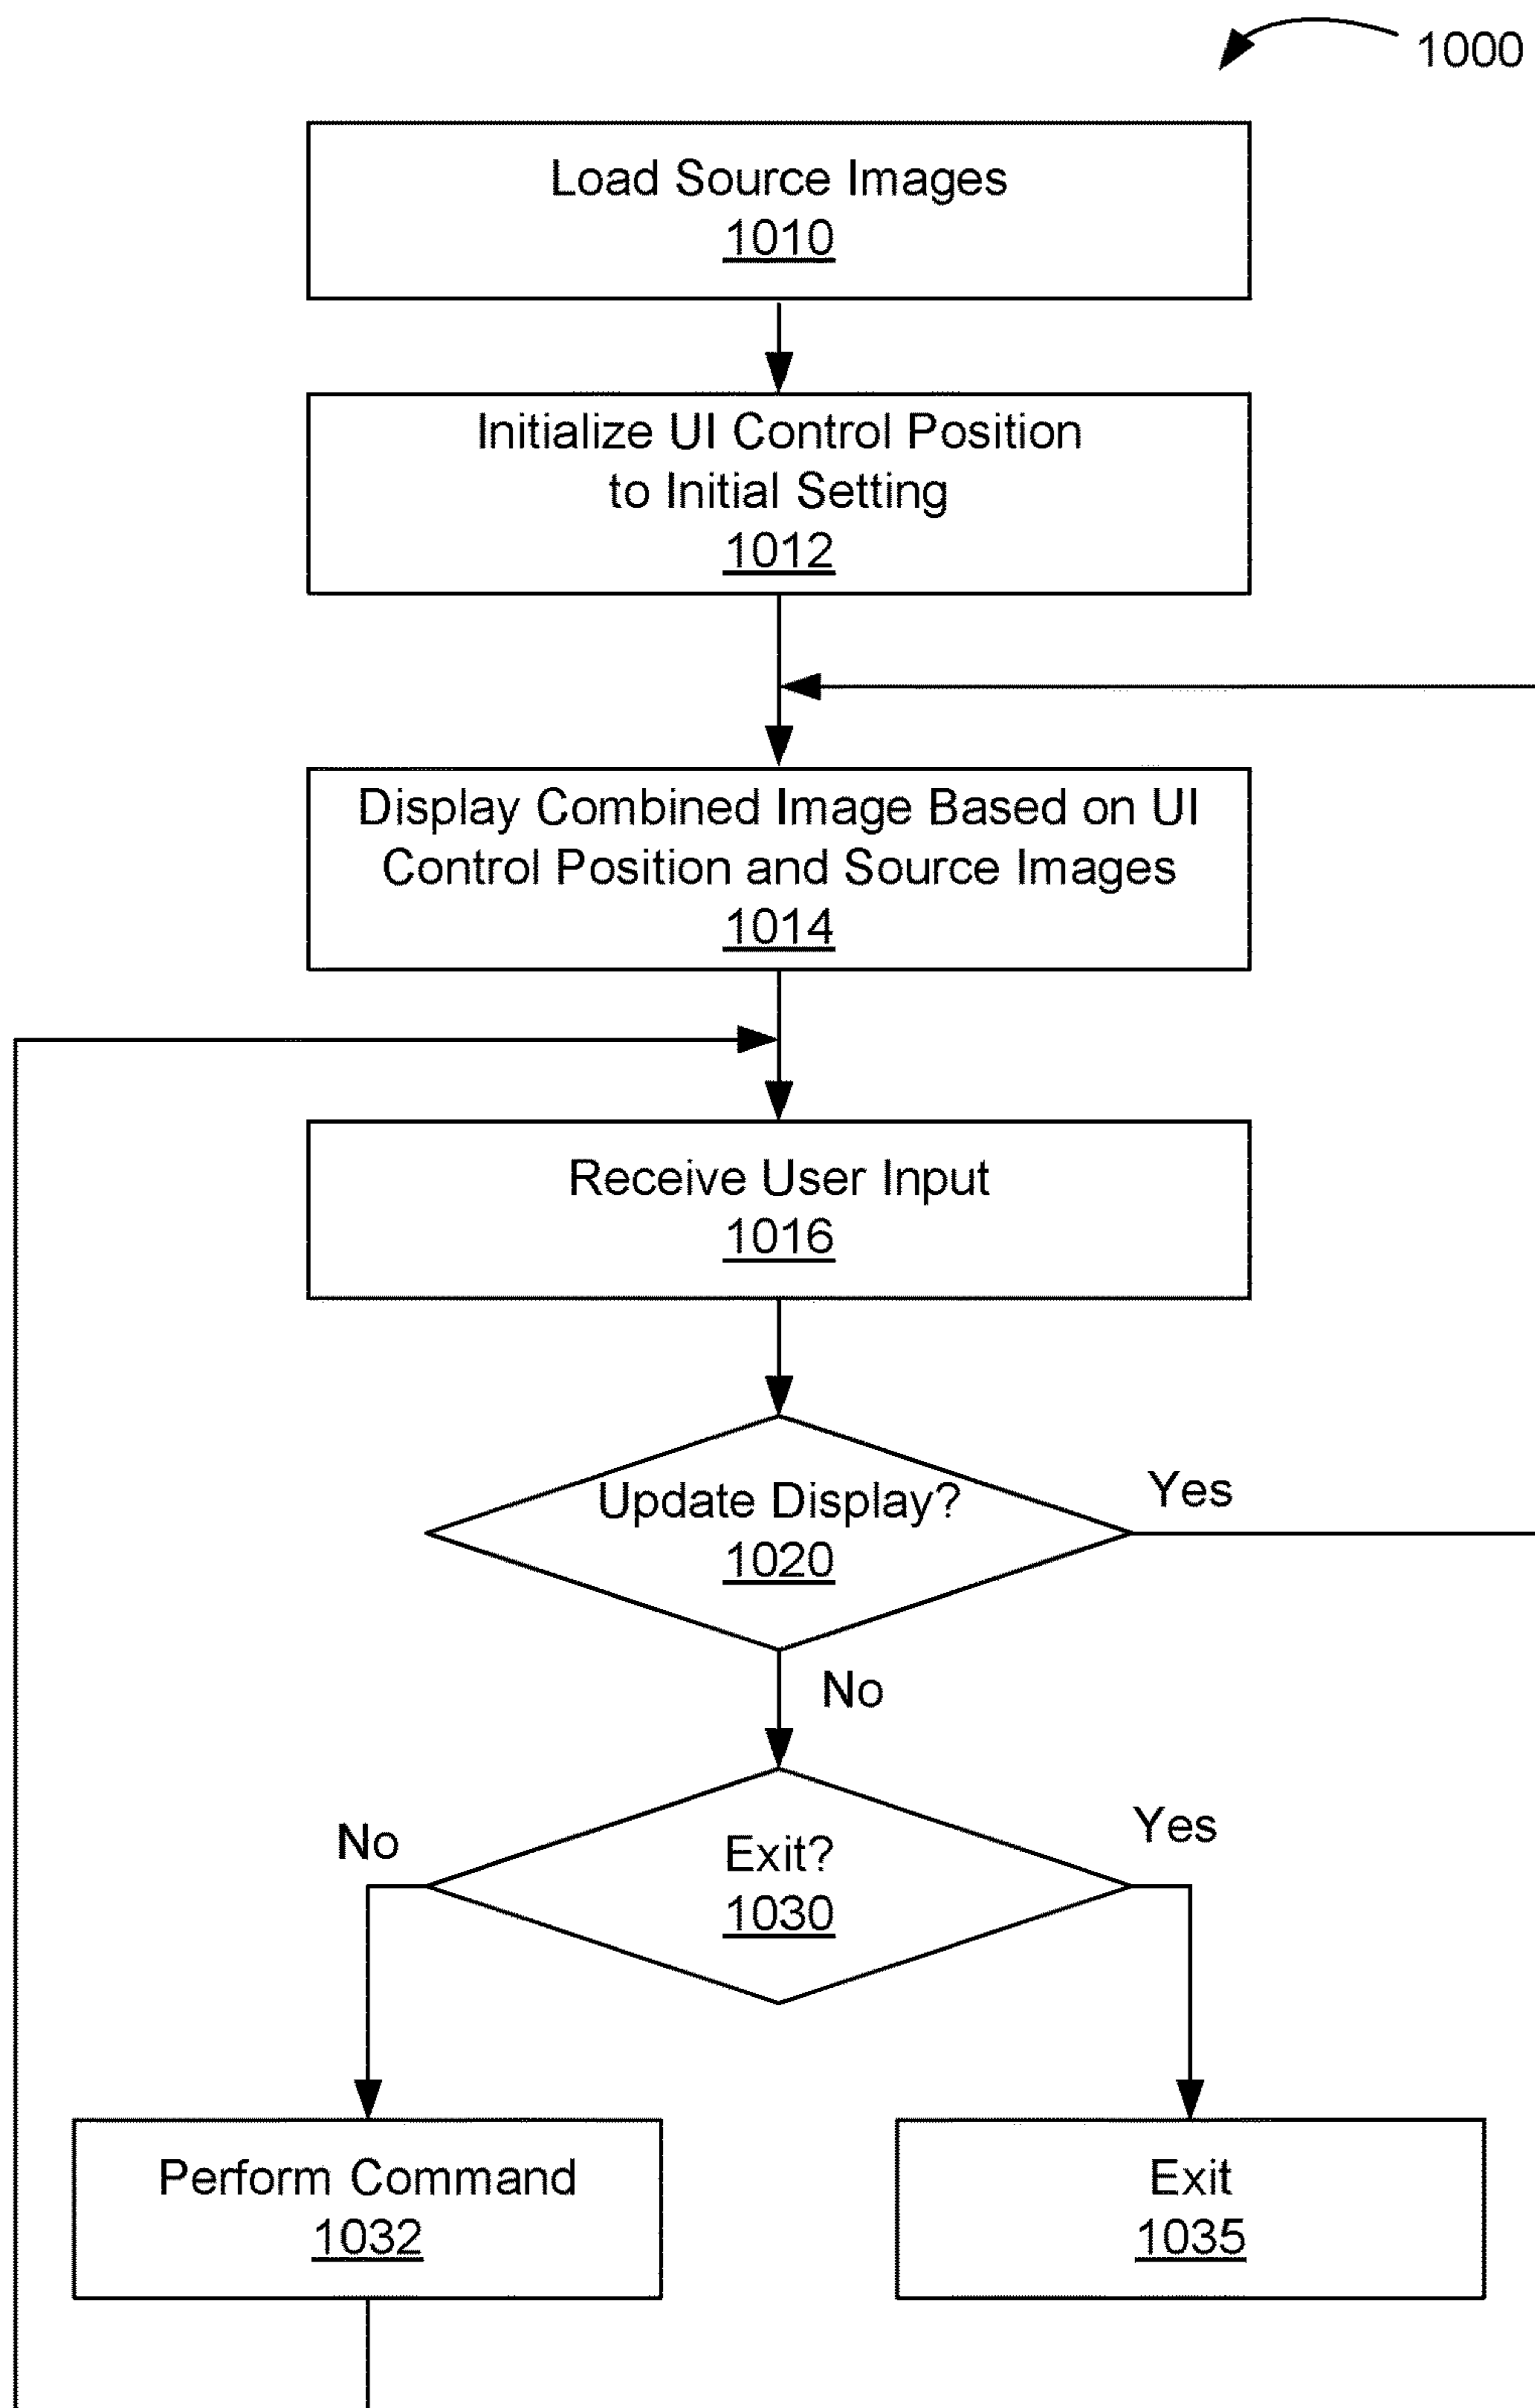 1000
Load Source Images
1010
Initialize UI Control Position
to Initial Setting
1012
Display Combined Image Based on UI
Control Position and Source Images
1014
Receive User Input
1016
Update Display?
1020
Yes
No
Exit?
1030
No
Yes
Perform Command
1032
Exit
1035